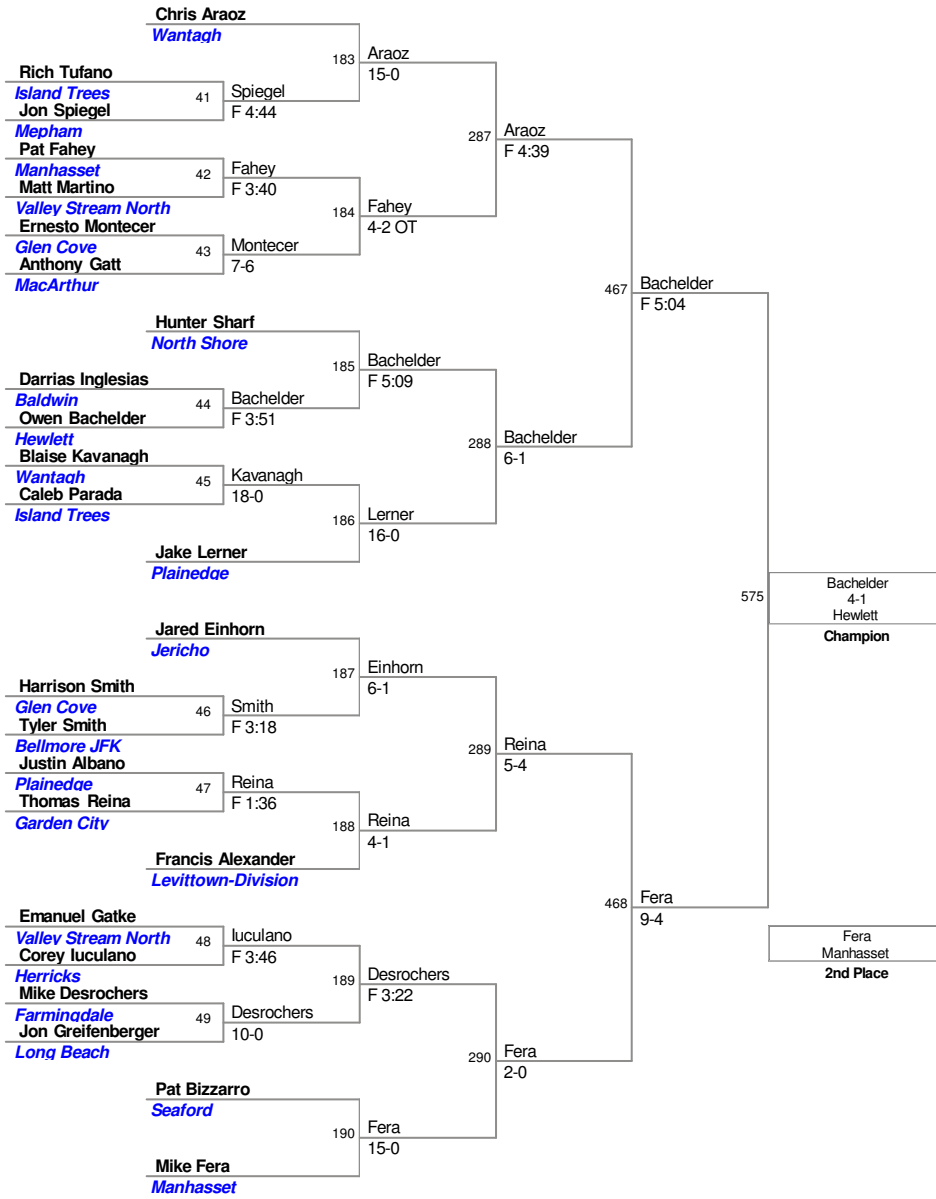 Chris Araoz
Wantagh
183
Araoz
15-0
Rich Tufano
Island Trees
41
Spiegel
F 4:44
Jon Spiegel
Mepham
287
Araoz
F 4:39
Pat Fahey
Manhasset
42
Fahey
F 3:40
Matt Martino
Valley Stream North
184
Fahey
4-2 OT
Ernesto Montecer
Glen Cove
43
Montecer
7-6
Anthony Gatt
MacArthur
467
Bachelder
F 5:04
Hunter Sharf
North Shore
185
Bachelder
F 5:09
Darrias Inglesias
Baldwin
44
Bachelder
F 3:51
Owen Bachelder
Hewlett
288
Bachelder
6-1
Blaise Kavanagh
Wantagh
45
Kavanagh
18-0
Caleb Parada
Island Trees
186
Lerner
16-0
Jake Lerner
Plainedge
575
Bachelder
4-1
Hewlett
Champion
Jared Einhorn
Jericho
187
Einhorn
6-1
Harrison Smith
Glen Cove
46
Smith
F 3:18
Tyler Smith
Bellmore JFK
289
Reina
5-4
Justin Albano
Plainedge
47
Reina
F 1:36
Thomas Reina
Garden City
188
Reina
4-1
Francis Alexander
Levittown-Division
468
Fera
9-4
Emanuel Gatke
Valley Stream North
48
Iuculano
F 3:46
Corey Iuculano
Herricks
189
Desrochers
F 3:22
Fera
Manhasset
2nd Place
Mike Desrochers
Farmingdale
49
Desrochers
10-0
Jon Greifenberger
Long Beach
290
Fera
2-0
Pat Bizzarro
Seaford
190
Fera
15-0
Mike Fera
Manhasset